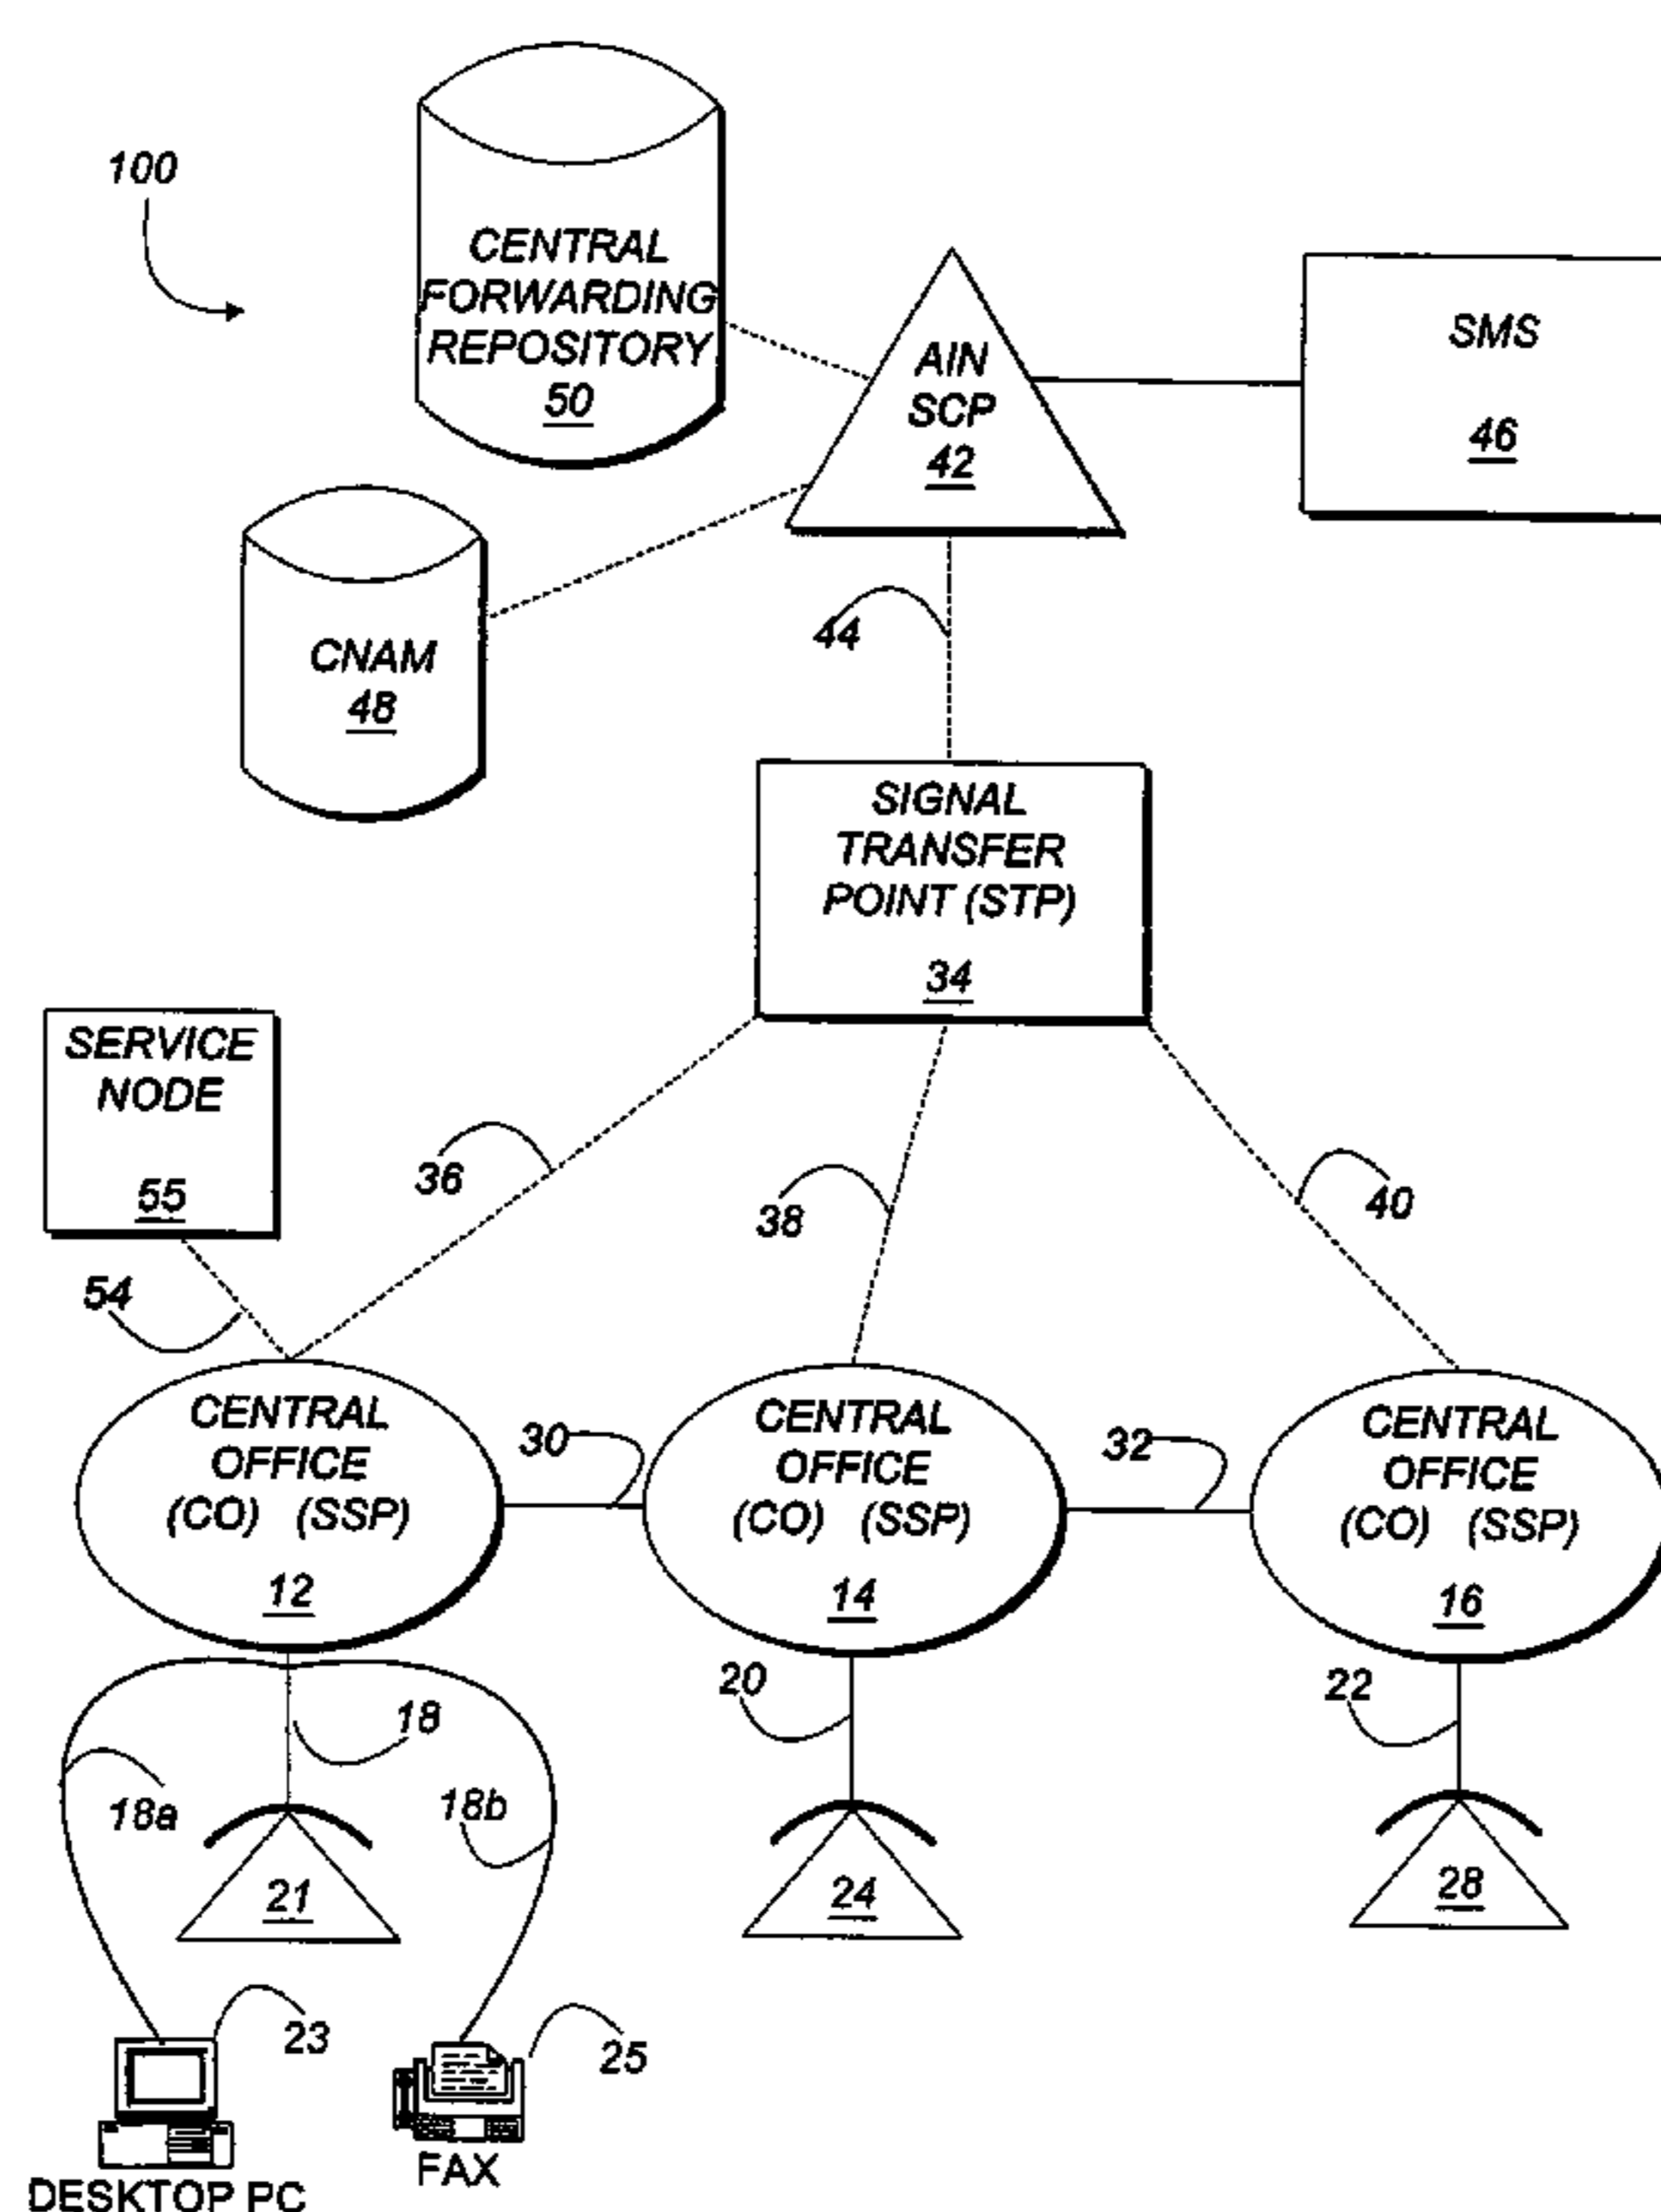 100
CENTRAL
FORWARDING
REPOSITORY
50
AIN
SCP
42
SMS
46
CNAM
48
44
SIGNAL
TRANSFER
POINT (STP)
34
SERVICE
NODE
55
36
38
40
54
CENTRAL
OFFICE
(CO) (SSP)
12
30
CENTRAL
OFFICE
(CO) (SSP)
14
32
CENTRAL
OFFICE
(CO) (SSP)
16
18
20
22
18a
18b
21
24
28
23
25
DESKTOP PC
FAX